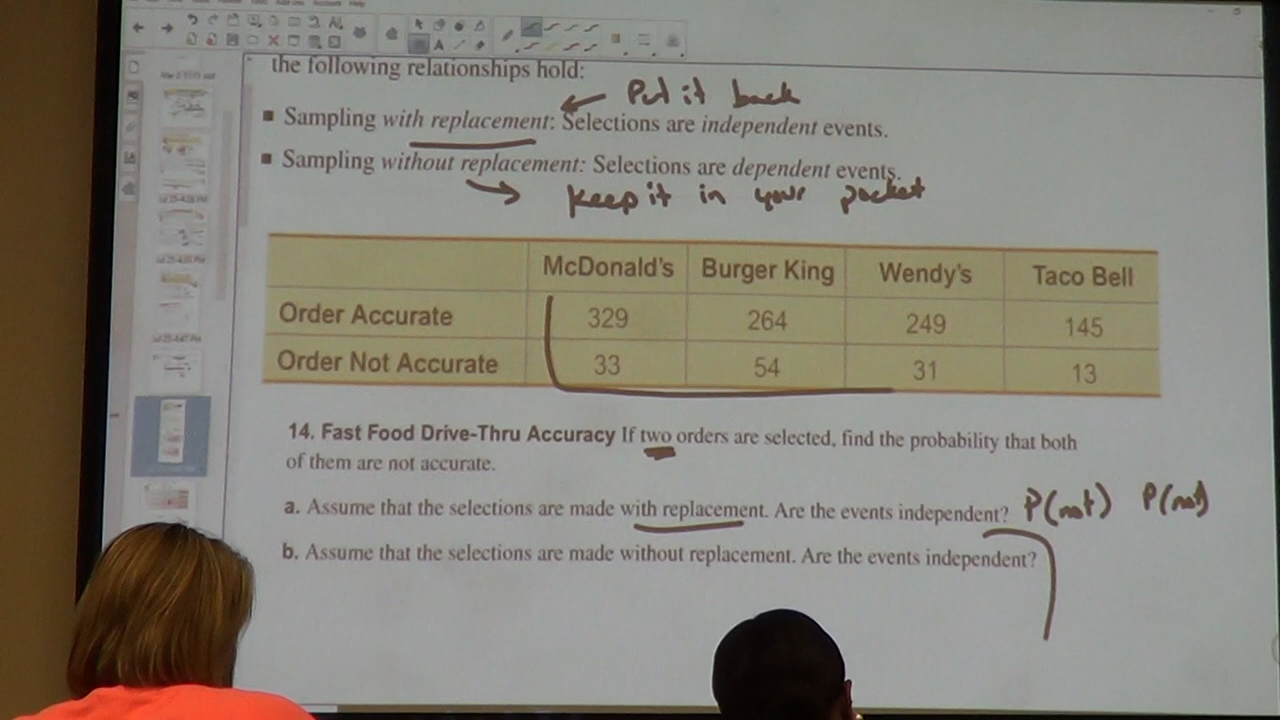 the following relationships hold:
Put it back
■ Sampling with replacement: Selections are independent events.
■ Sampling without replacement: Selections are dependent events.
keep it in your pocket
McDonald's Burger King Wendy's Taco Bell
Order Accurate 329 264 249 145
Order Not Accurate 33 54 31 13
14. Fast Food Drive-Thru Accuracy If two orders are selected, find the probability that both
of them are not accurate.
a. Assume that the selections are made with replacement. Are the events independent? P(not) P(not)
b. Assume that the selections are made without replacement. Are the events independent?